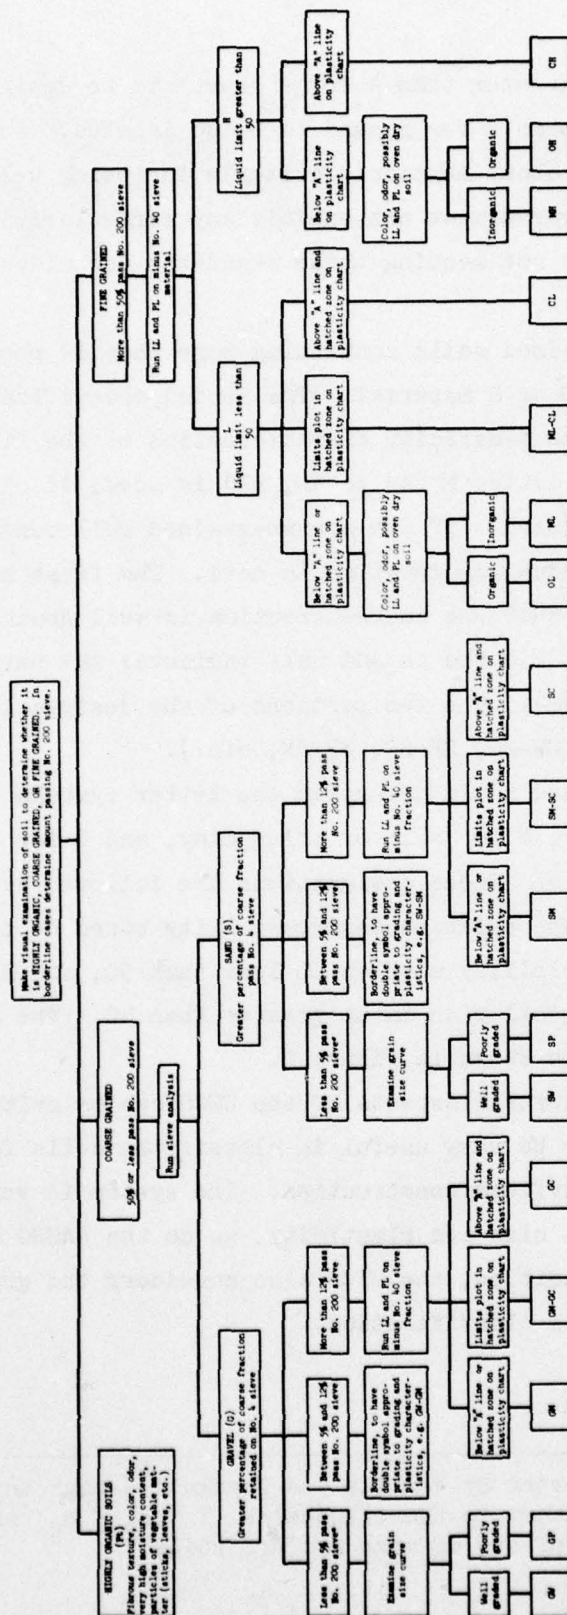 Make visual examination of soil to determine whether it
is HIGHLY ORGANIC, COARSE GRAINED, OR FINE GRAINED, in
borderline cases determine amount passing No. 200 sieve.
HIGHLY ORGANIC SOILS
(Pt)
Fibrous texture, color, odor,
very high moisture content,
particles of vegetable mat-
ter (sticks, leaves, etc.)
COARSE GRAINED
50% or less pass No. 200 sieve
Run sieve analysis
FINE GRAINED
More than 50% pass No. 200 sieve
Run LL and PL on minus No. 40 sieve
material
GRAVEL (G)
Greater percentage of coarse fraction
retained on No. 4 sieve
SAND (S)
Greater percentage of coarse fraction
pass No. 4 sieve
L
Liquid limit less than
50
H
Liquid limit greater than
50
Less than 5% pass
No. 200 sieve*
Between 5% and 12%
pass No. 200 sieve
More than 12% pass
No. 200 sieve
Less than 5% pass
No. 200 sieve*
Between 5% and 12%
pass No. 200 sieve
More than 12% pass
No. 200 sieve
Below "A" line or
hatched zone on
plasticity chart
Limits plot in
hatched zone on
plasticity chart
Above "A" line and
hatched zone on
plasticity chart
Below "A" line
on plasticity
chart
Above "A" line
on plasticity
chart
Examine grain
size curve
Borderline, to have
double symbol appro-
priate to grading and
plasticity character-
istics, e.g. GW-GM
Run LL and PL on
minus No. 40 sieve
fraction
Examine grain
size curve
Borderline, to have
double symbol appro-
priate to grading and
plasticity character-
istics, e.g. SW-SM
Run LL and PL on
minus No. 40 sieve
fraction
Color, odor, possibly
LL and PL on oven dry
soil
Color, odor, possibly
LL and PL on oven dry
soil
Well
graded
Poorly
graded
Below "A" line or
hatched zone on
plasticity chart
Limits plot in
hatched zone on
plasticity chart
Above "A" line and
hatched zone on
plasticity chart
Well
graded
Poorly
graded
Below "A" line or
hatched zone on
plasticity chart
Limits plot in
hatched zone on
plasticity chart
Above "A" line and
hatched zone on
plasticity chart
Organic
Inorganic
Inorganic
Organic
GW
GP
GM
GM-GC
GC
SW
SP
SM
SM-SC
SC
OL
ML
ML-CL
CL
MH
OH
CH